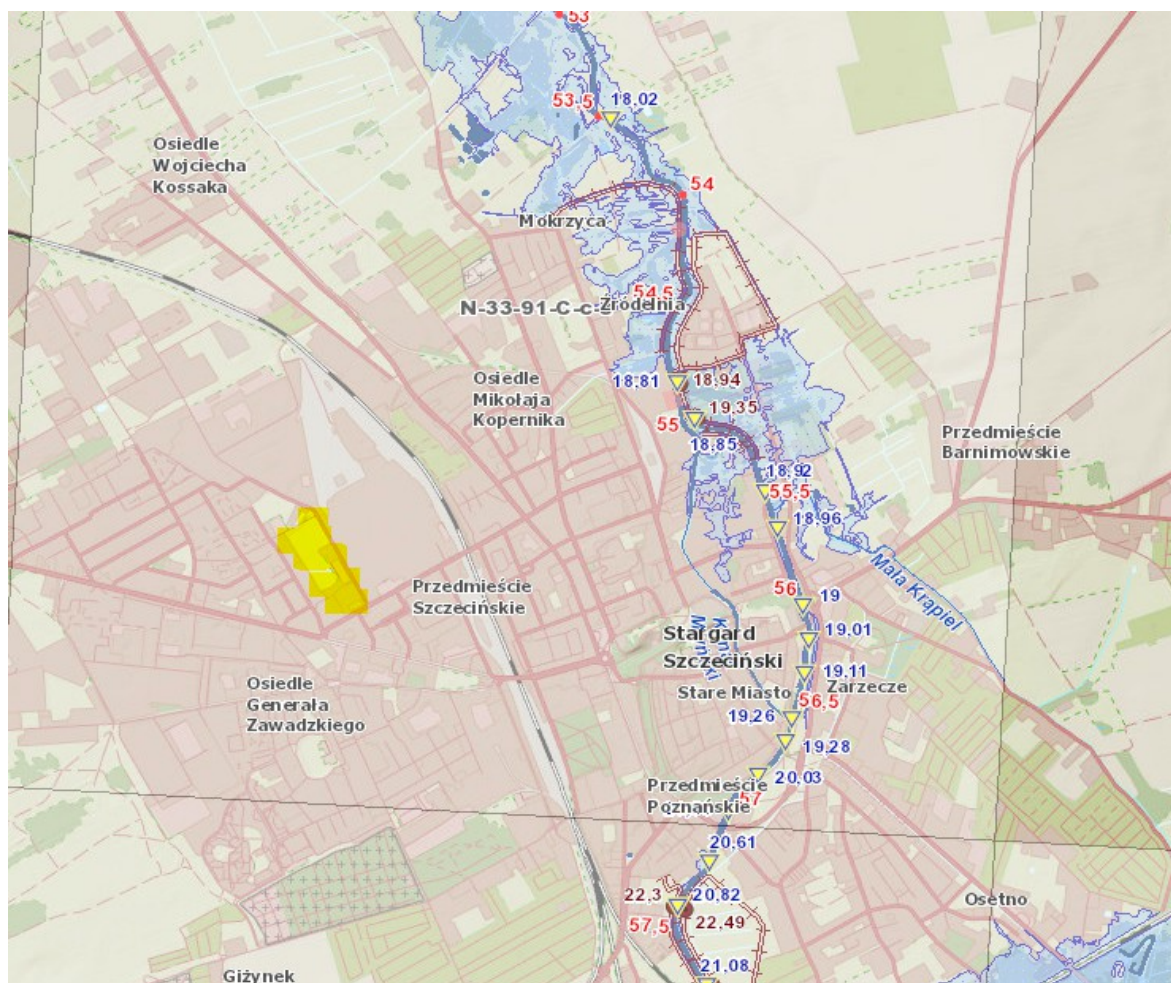 53
53,5
18,02
Osiedle
Wojciecha
Kossaka
54
Mokrzyca
54,5
N-33-91-C-c-
Źródelnia
Osiedle
Mikołaja
Kopernika
18,81
18,94
19,35
55
18,85
Przedmieście
Barnimowskie
18,92
55,5
18,96
Mała Krąpiel
Przedmieście
Szczecińskie
56
19
19,01
Stargard
Szczeciński
19,11
Zarzecze
Stare Miasto
56,5
Osiedle
Generała
Zawadzkiego
19,26
19,28
20,03
Przedmieście
Poznańskie
57
20,61
22,3
20,82
Osetno
57,5
22,49
21,08
Giżynek